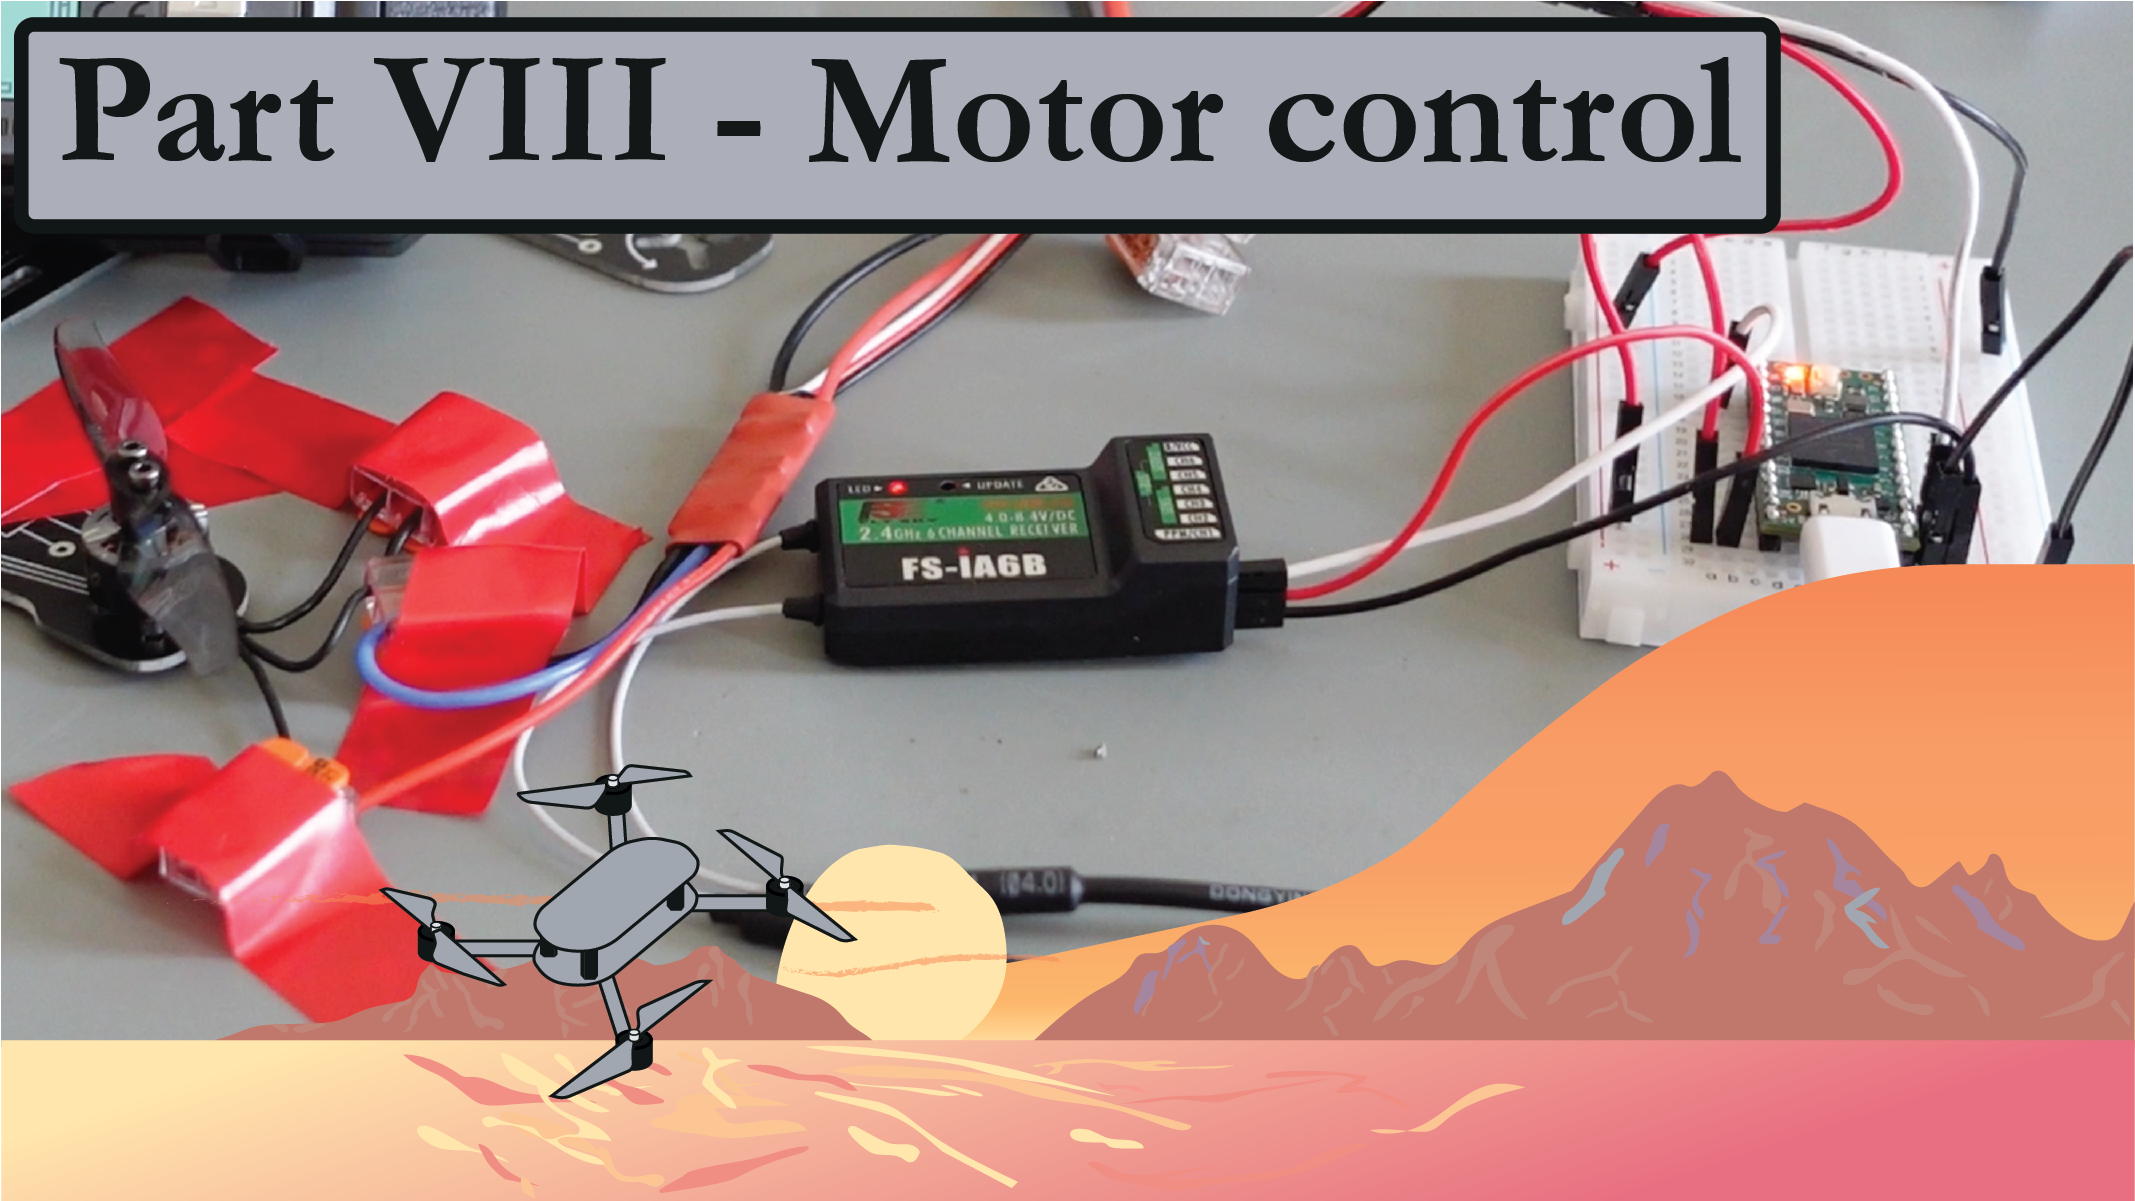 Part VIII - Motor control
CE
LED
UPDATE
4.0-8.4V/DC
2.4GHz 6 CHANNEL RECEIVER
FS-iA6B
B/VCC
CH6
CH5
CH4
CH3
CH2
PPM/CH1
a b c d